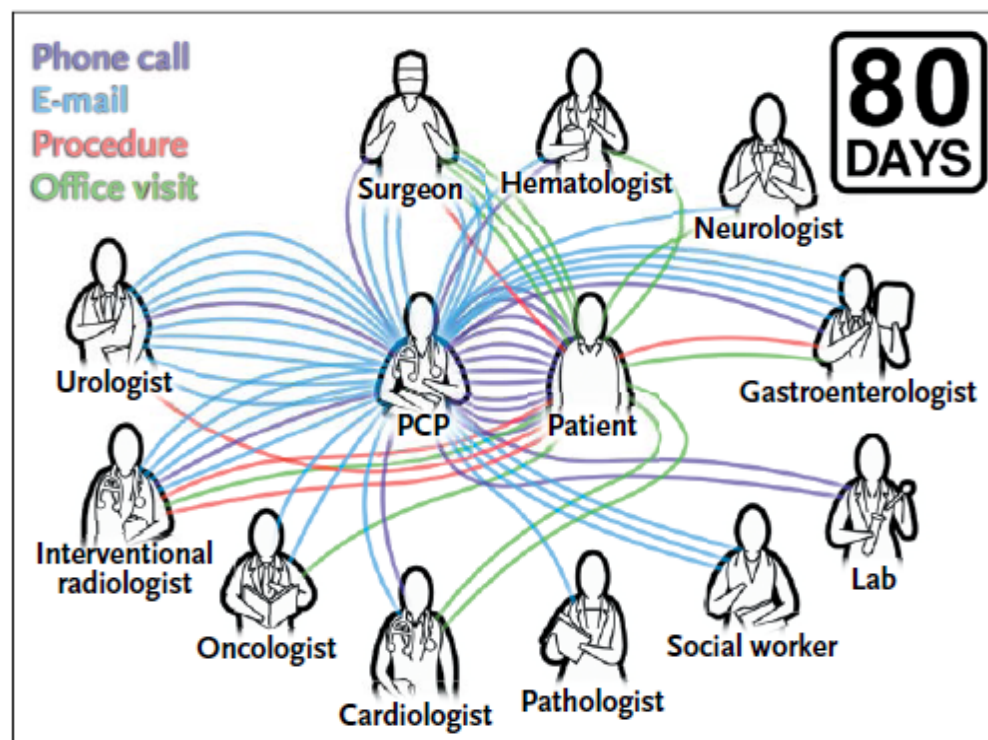 Phone call
E-mail
Procedure
Office visit
80
DAYS
Surgeon
Hematologist
Neurologist
Urologist
PCP
Patient
Gastroenterologist
Interventional
radiologist
Lab
Oncologist
Social worker
Cardiologist
Pathologist